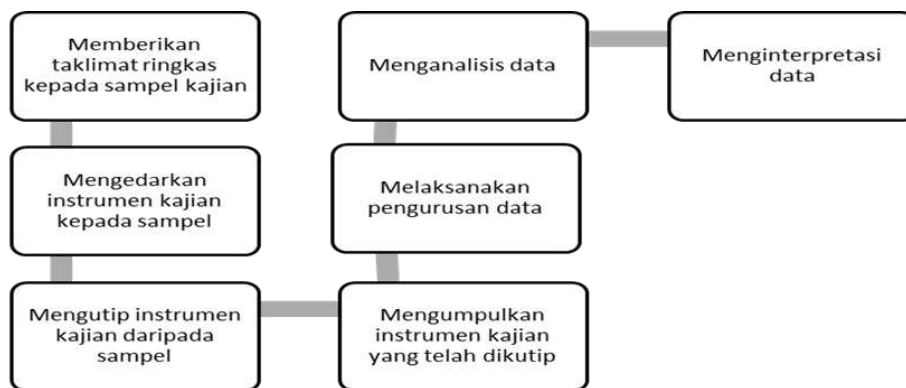 Memberikan
taklimat ringkas
kepada sampel kajian
Mengedarkan
instrumen kajian
kepada sampel
Mengutip instrumen
kajian daripada
sampel
Mengumpulkan
instrumen kajian
yang telah dikutip
Melaksanakan
pengurusan data
Menganalisis data
Menginterpretasi
data